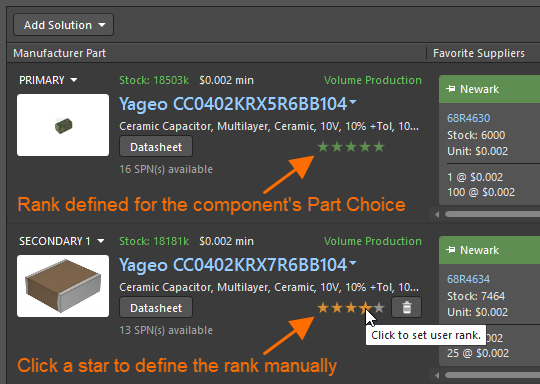 Add Solution
Manufacturer Part
Favorite Suppliers
PRIMARY
Stock: 18503k $0.002 min Volume Production
Yageo CC0402KRX5R6BB104
Ceramic Capacitor, Multilayer, Ceramic, 10V, 10% +Tol, 10...
Datasheet
16 SPN(s) available
Rank defined for the component's Part Choice
Newark
68R4630
Stock: 6000
Unit: $0.002
1 @ $0.002
100 @ $0.002
SECONDARY 1
Stock: 18181k $0.002 min Volume Production
Yageo CC0402KRX7R6BB104
Ceramic Capacitor, Multilayer, Ceramic, 10V, 10% +Tol, 10...
Datasheet
13 SPN(s) available
Click to set user rank.
Click a star to define the rank manually
Newark
68R4634
Stock: 7464
Unit: $0.002
$0.002
25 @ $0.002